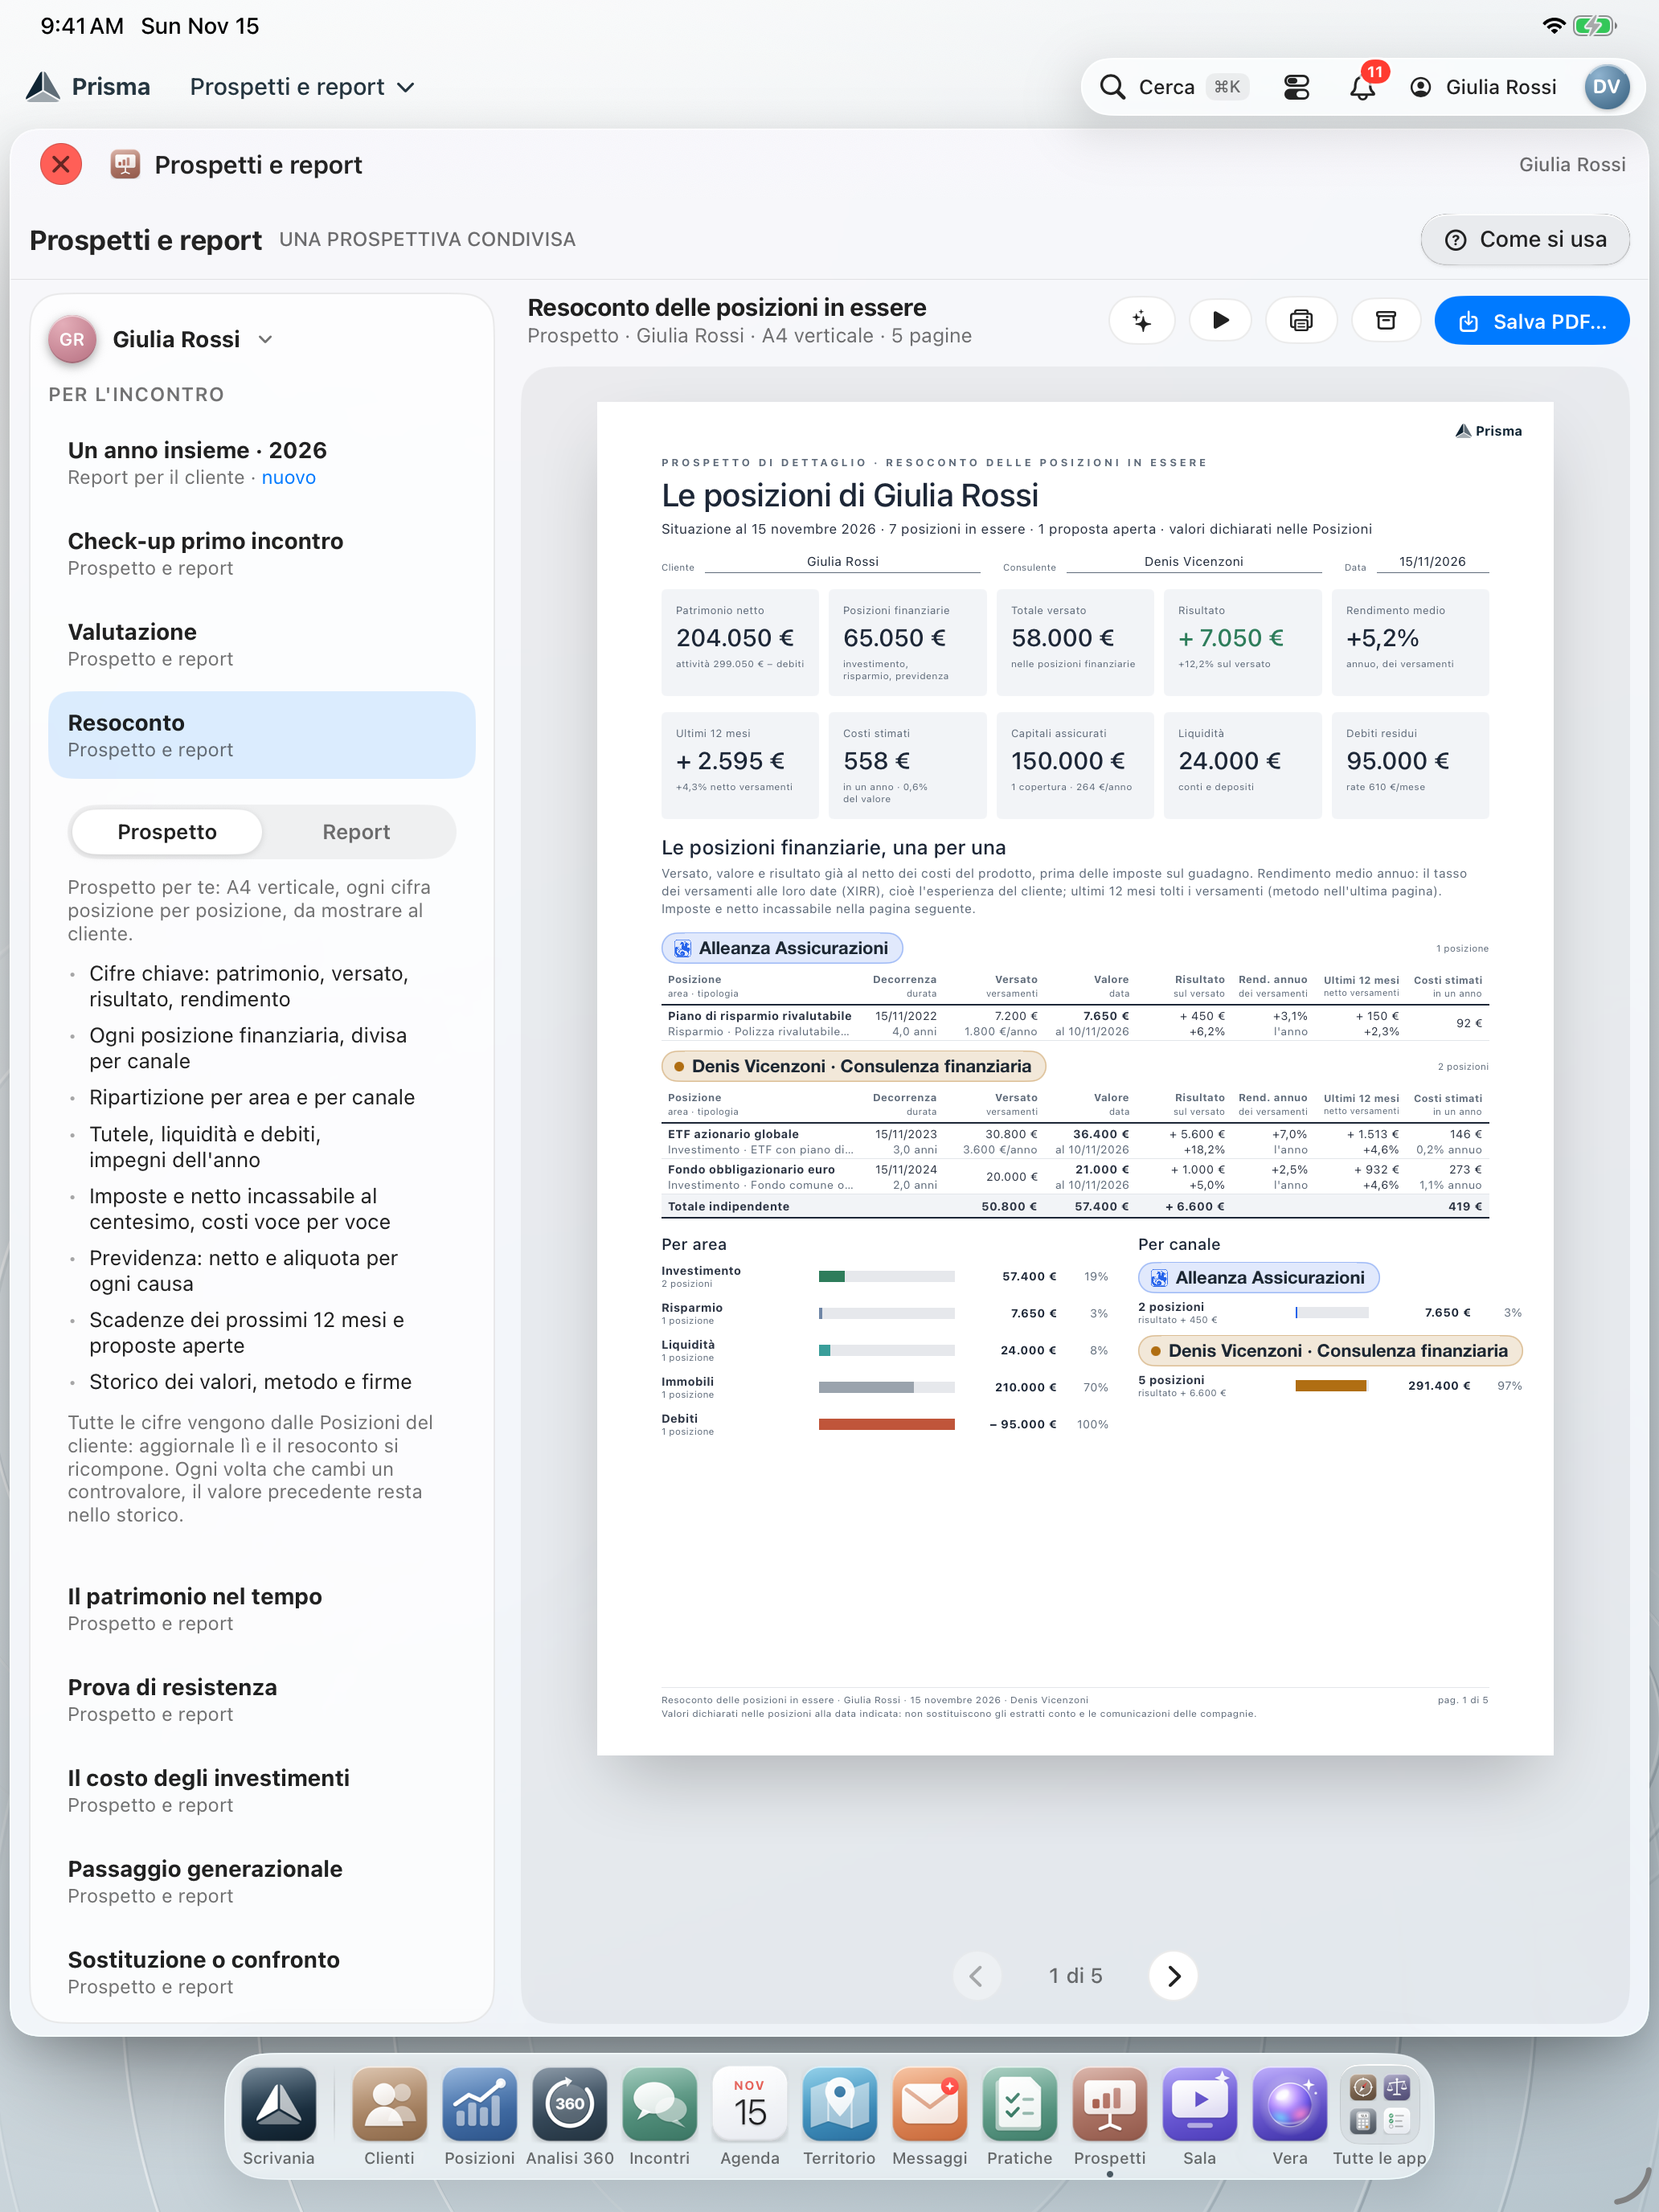 9:41 AM Sun Nov 15
Prisma
Prospetti e report
Cerca ⌘K
11
Giulia Rossi
DV
Prospetti e report
Giulia Rossi
Prospetti e report
UNA PROSPETTIVA CONDIVISA
Come si usa
GR
Giulia Rossi
PER L'INCONTRO
Un anno insieme · 2026
Report per il cliente · nuovo
Check-up primo incontro
Prospetto e report
Valutazione
Prospetto e report
Resoconto
Prospetto e report
Prospetto
Report
Prospetto per te: A4 verticale, ogni cifra
posizione per posizione, da mostrare al
cliente.
· Cifre chiave: patrimonio, versato,
risultato, rendimento
· Ogni posizione finanziaria, divisa
per canale
· Ripartizione per area e per canale
· Tutele, liquidità e debiti,
impegni dell'anno
· Imposte e netto incassabile al
centesimo, costi voce per voce
· Previdenza: netto e aliquota per
ogni causa
· Scadenze dei prossimi 12 mesi e
proposte aperte
· Storico dei valori, metodo e firme
Tutte le cifre vengono dalle Posizioni del
cliente: aggiornale lì e il resoconto si
ricompone. Ogni volta che cambi un
controvalore, il valore precedente resta
nello storico.
Il patrimonio nel tempo
Prospetto e report
Prova di resistenza
Prospetto e report
Il costo degli investimenti
Prospetto e report
Passaggio generazionale
Prospetto e report
Sostituzione o confronto
Prospetto e report
Resoconto delle posizioni in essere
Prospetto · Giulia Rossi · A4 verticale · 5 pagine
Salva PDF...
Prisma
PROSPETTO DI DETTAGLIO · RESOCONTO DELLE POSIZIONI IN ESSERE
Le posizioni di Giulia Rossi
Situazione al 15 novembre 2026 · 7 posizioni in essere · 1 proposta aperta · valori dichiarati nelle Posizioni
Cliente Giulia Rossi Consulente Denis Vicenzoni Data 15/11/2026
Patrimonio netto
204.050 €
attività 299.050 € – debiti
Posizioni finanziarie
65.050 €
investimento,
risparmio, previdenza
Totale versato
58.000 €
nelle posizioni finanziarie
Risultato
+ 7.050 €
+12,2% sul versato
Rendimento medio
+5,2%
annuo, dei versamenti
Ultimi 12 mesi
+ 2.595 €
+4,3% netto versamenti
Costi stimati
558 €
in un anno · 0,6%
del valore
Capitali assicurati
150.000 €
1 copertura · 264 €/anno
Liquidità
24.000 €
conti e depositi
Debiti residui
95.000 €
rate 610 €/mese
Le posizioni finanziarie, una per una
Versato, valore e risultato già al netto dei costi del prodotto, prima delle imposte sul guadagno. Rendimento medio annuo: il tasso
dei versamenti alle loro date (XIRR), cioè l'esperienza del cliente; ultimi 12 mesi tolti i versamenti (metodo nell'ultima pagina).
Imposte e netto incassabile nella pagina seguente.
Alleanza Assicurazioni
1 posizione
Posizione Decorrenza Versato Valore Risultato Rend. annuo Ultimi 12 mesi Costi stimati
area · tipologia durata versamenti data sul versato dei versamenti netto versamenti in un anno
Piano di risparmio rivalutabile 15/11/2022 7.200 € 7.650 € + 450 € +3,1% + 150 € 92 €
Risparmio · Polizza rivalutabile... 4,0 anni 1.800 €/anno al 10/11/2026 +6,2% l'anno +2,3%
Denis Vicenzoni · Consulenza finanziaria
2 posizioni
Posizione Decorrenza Versato Valore Risultato Rend. annuo Ultimi 12 mesi Costi stimati
area · tipologia durata versamenti data sul versato dei versamenti netto versamenti in un anno
ETF azionario globale 15/11/2023 30.800 € 36.400 € + 5.600 € +7,0% + 1.513 € 146 €
Investimento · ETF con piano di... 3,0 anni 3.600 €/anno al 10/11/2026 +18,2% l'anno +4,6% 0,2% annuo
Fondo obbligazionario euro 15/11/2024 20.000 € 21.000 € + 1.000 € +2,5% + 932 € 273 €
Investimento · Fondo comune o... 2,0 anni al 10/11/2026 +5,0% l'anno +4,6% 1,1% annuo
Totale indipendente 50.800 € 57.400 € + 6.600 € 419 €
Per area
Investimento 57.400 € 19%
2 posizioni
Risparmio 7.650 € 3%
1 posizione
Liquidità 24.000 € 8%
1 posizione
Immobili 210.000 € 70%
1 posizione
Debiti – 95.000 € 100%
1 posizione
Per canale
Alleanza Assicurazioni
2 posizioni 7.650 € 3%
risultato + 450 €
Denis Vicenzoni · Consulenza finanziaria
5 posizioni 291.400 € 97%
risultato + 6.600 €
Resoconto delle posizioni in essere · Giulia Rossi · 15 novembre 2026 · Denis Vicenzoni pag. 1 di 5
Valori dichiarati nelle posizioni alla data indicata: non sostituiscono gli estratti conto e le comunicazioni delle compagnie.
1 di 5
360
NOV
15
Scrivania Clienti Posizioni Analisi 360 Incontri Agenda Territorio Messaggi Pratiche Prospetti Sala Vera Tutte le app